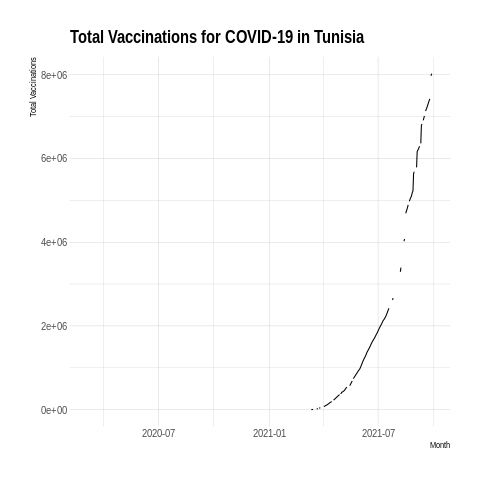 Total Vaccinations for COVID-19 in Tunisia
Total Vaccinations
8e+06
6e+06
4e+06
2e+06
0e+00
2020-07
2021-01
2021-07
Month